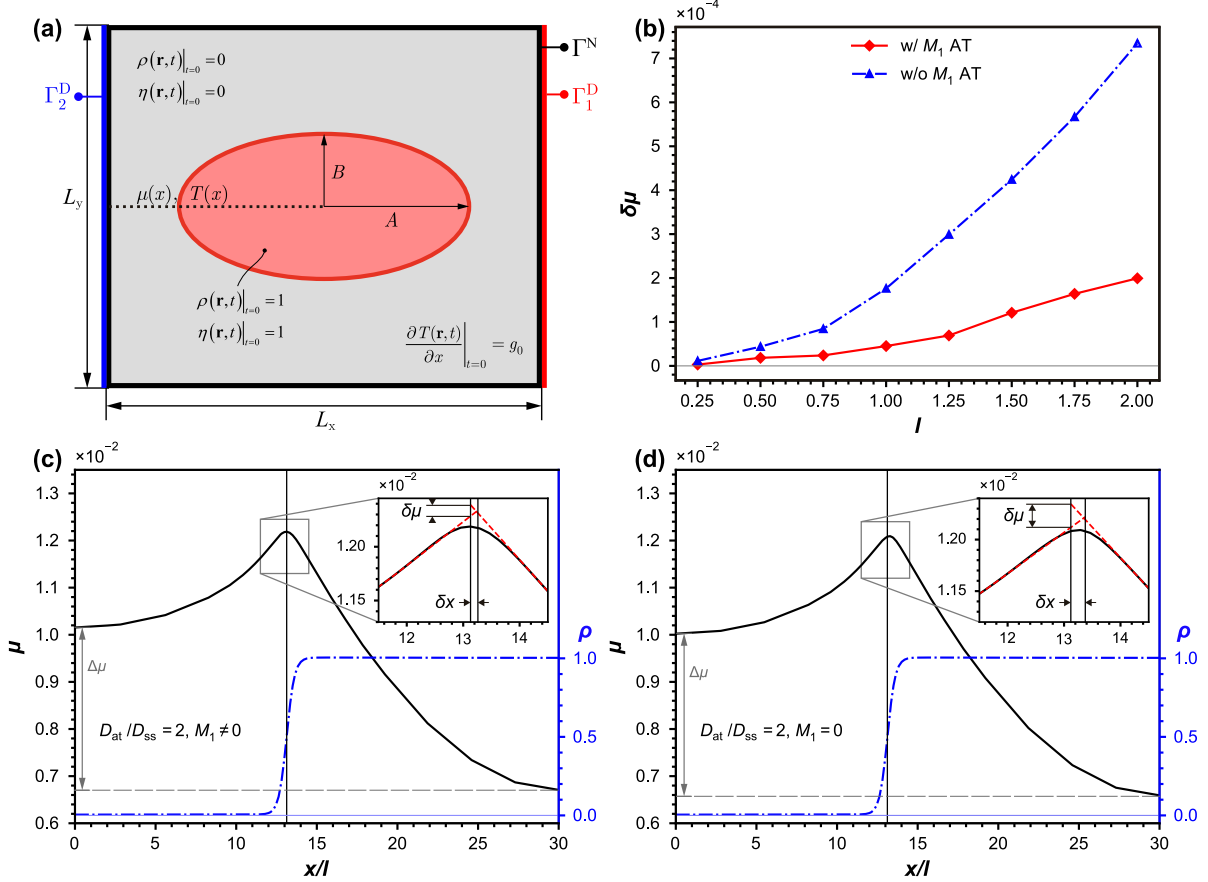 (a)
ρ(r,t)|t=0 = 0
η(r,t)|t=0 = 0
Γ^N
Γ₂^D
Γ₁^D
B
μ(x), T(x)
L_y
A
ρ(r,t)|t=0 = 1
η(r,t)|t=0 = 1
∂T(r,t)/∂x|t=0 = g₀
L_x
(b)
×10⁻⁴
w/ M₁ AT
w/o M₁ AT
7
6
5
4
3
2
1
0
δμ
0.25 0.50 0.75 1.00 1.25 1.50 1.75 2.00
l
(c)
×10⁻²
1.3
1.2
1.1
1.0
0.9
0.8
0.7
0.6
μ
×10⁻²
δμ
1.20
1.15
δx
12 13 14
Δμ
D_at/D_ss = 2, M₁ ≠ 0
ρ
1.0
0.5
0.0
0 5 10 15 20 25 30
x/l
(d)
×10⁻²
1.3
1.2
1.1
1.0
0.9
0.8
0.7
0.6
μ
×10⁻²
δμ
1.20
1.15
δx
12 13 14
Δμ
D_at/D_ss = 2, M₁ = 0
ρ
1.0
0.5
0.0
0 5 10 15 20 25 30
x/l